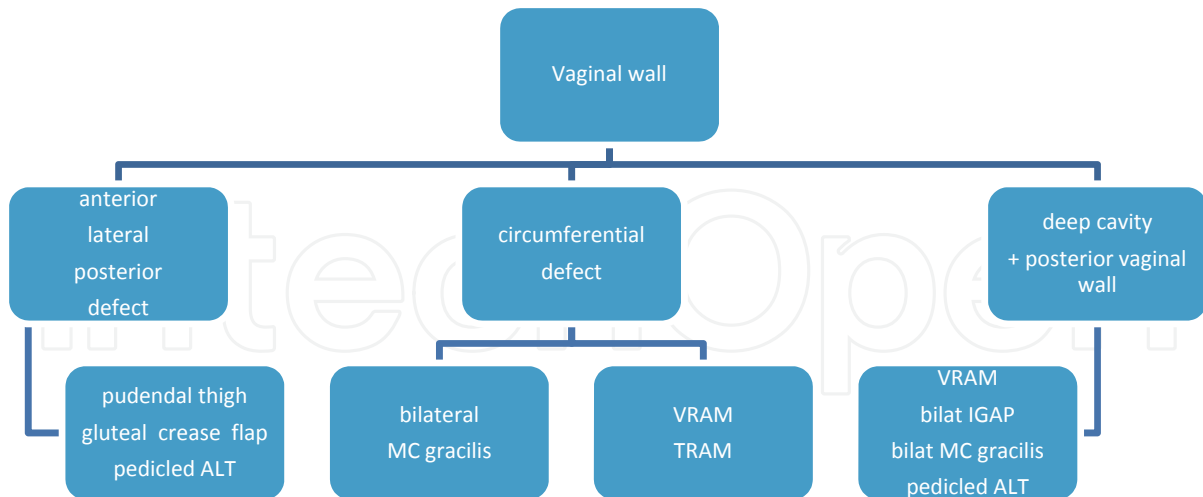 Vaginal wall
anterior
lateral
posterior
defect
circumferential
defect
deep cavity
+ posterior vaginal
wall
pudendal thigh
gluteal crease flap
pedicled ALT
bilateral
MC gracilis
VRAM
TRAM
VRAM
bilat IGAP
bilat MC gracilis
pedicled ALT
IntechOpen